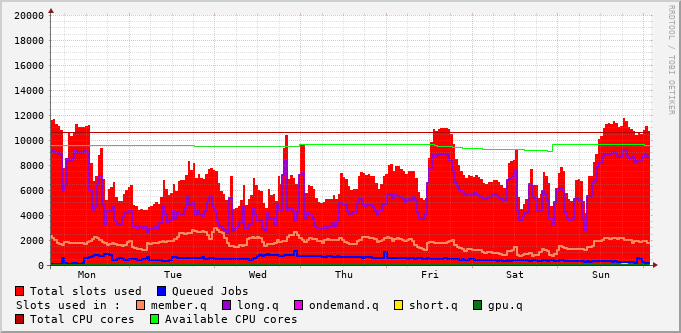 RRDTOOL / TOBI OETIKER
20000
18000
16000
14000
12000
10000
8000
6000
4000
2000
0
Mon Tue Wed Thu Fri Sat Sun
Total slots used Queued Jobs
Slots used in : member.q long.q ondemand.q short.q gpu.q
Total CPU cores Available CPU cores